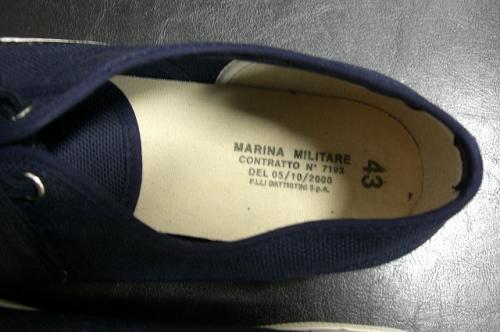 MARINA MILITARE
CONTRATTO N° 7193
DEL 05/10/2000
F.LLI BATTISTINI S.p.A.
43